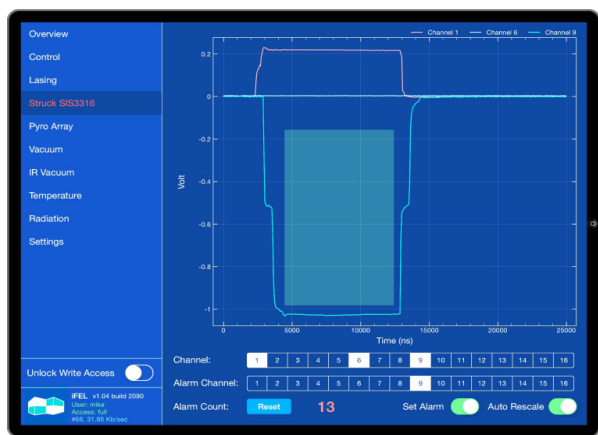 Overview
Control
Lasing
Struck SIS3316
Pyro Array
Vacuum
IR Vacuum
Temperature
Radiation
Settings
Unlock Write Access
iFEL v1.04 build 2090
User: mike
Access: full
#68, 31.88 Kb/sec
Channel 1 Channel 6 Channel 9
0.2
0
-0.2
-0.4
-0.6
-0.8
-1
Volt
0 5000 10000 15000 20000 25000
Time (ns)
Channel: 1 2 3 4 5 6 7 8 9 10 11 12 13 14 15 16
Alarm Channel: 1 2 3 4 5 6 7 8 9 10 11 12 13 14 15 16
Alarm Count: Reset 13 Set Alarm Auto Rescale